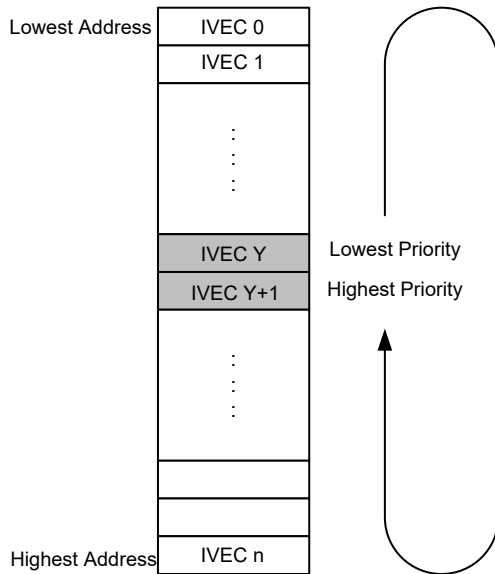 Lowest Address
IVEC 0
IVEC 1
IVEC Y
Lowest Priority
IVEC Y+1
Highest Priority
Highest Address
IVEC n